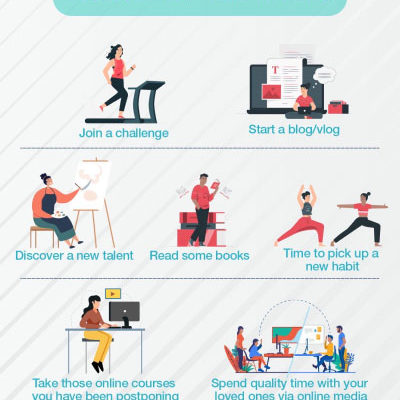 Join a challenge
Start a blog/vlog
Discover a new talent
Read some books
Time to pick up a
new habit
Take those online courses
you have been postponing
Spend quality time with your
loved ones via online media